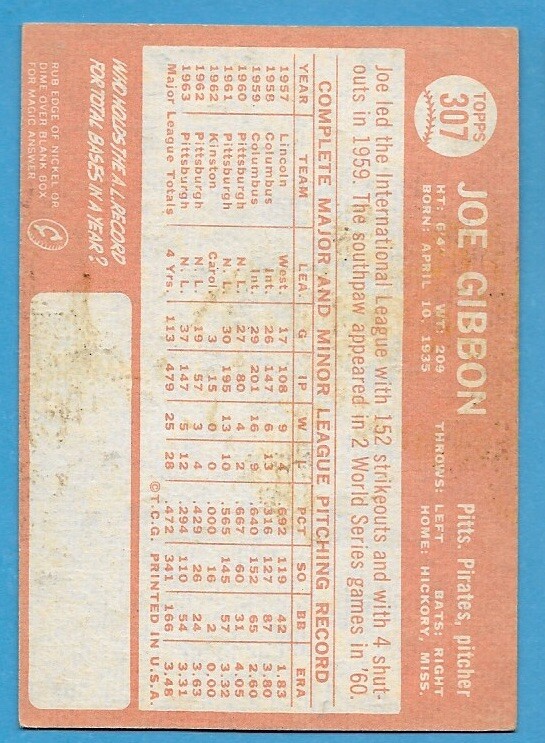 TOPPS
307
JOE GIBBON
Pitts. Pirates, pitcher
HT: 6'4" WT: 209 THROWS: LEFT BATS: RIGHT
BORN: APRIL 10, 1935 HOME: HICKORY, MISS.
Joe led the International League with 152 strikeouts and with 4 shut-
outs in 1959. The southpaw appeared in 2 World Series games in '60.
COMPLETE MAJOR AND MINOR LEAGUE PITCHING RECORD
YEAR TEAM LEA. G IP W L PCT SO BB ERA
1957 Lincoln West. 17 108 9 4 .692 119 42 1.83
1958 Columbus Int. 26 147 6 13 .316 127 85 3.80
1959 Columbus Int. 29 201 16 9 .640 152 65 2.60
1960 Pittsburgh N. L. 27 80 4 2 .667 60 31 4.05
1961 Pittsburgh N. L. 30 195 13 10 .565 145 57 3.32
1962 Kinston Carol. 3 15 0 0 .000 16 2 0.00
1962 Pittsburgh N. L. 19 57 3 4 .429 26 24 3.63
1963 Pittsburgh N. L. 37 147 5 12 .294 110 54 3.31
Major League Totals 4 Yrs. 113 479 25 28 .472 341 166 3.48
©T.C.G. PRINTED IN U.S.A.
WHO HOLDS THE A.L. RECORD
FOR TOTAL BASES IN A YEAR?
RUB EDGE OF NICKEL OR
DIME OVER BLANK BOX
FOR MAGIC ANSWER